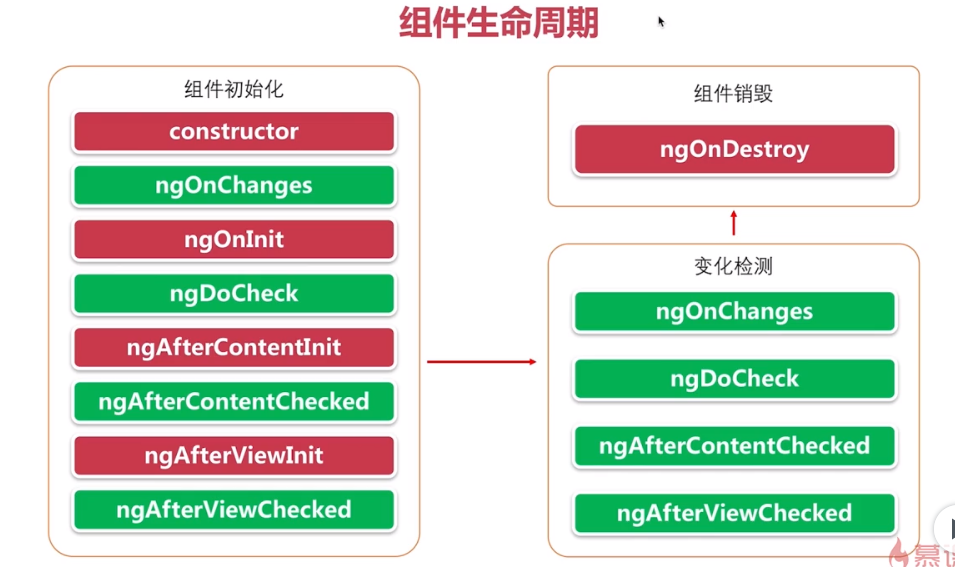 组件生命周期
组件初始化
constructor
ngOnChanges
ngOnInit
ngDoCheck
ngAfterContentInit
ngAfterContentChecked
ngAfterViewInit
ngAfterViewChecked
组件销毁
ngOnDestroy
变化检测
ngOnChanges
ngDoCheck
ngAfterContentChecked
ngAfterViewChecked
慕课